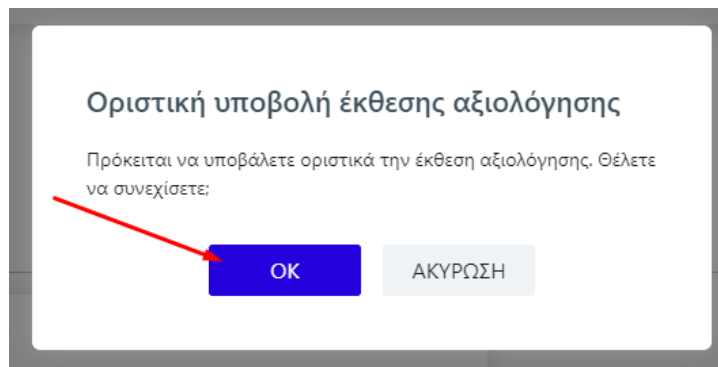 Οριστική υποβολή έκθεσης αξιολόγησης
Πρόκειται να υποβάλετε οριστικά την έκθεση αξιολόγησης. Θέλετε
να συνεχίσετε;
ΟΚ
ΑΚΥΡΩΣΗ